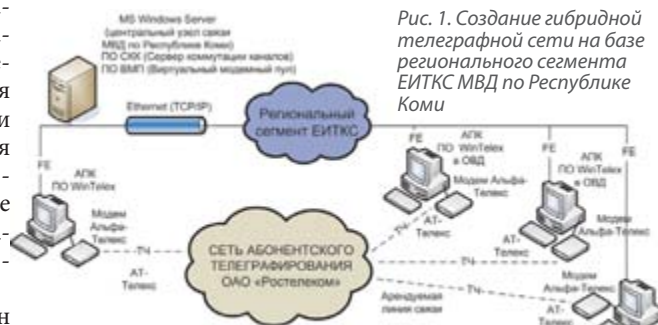 MS Windows Server
(центральный узел связи
МВД по Республике Коми)
ПО СКК (Сервер коммутации каналов)
ПО ВМП (Виртуальный модемный пул)
Рис. 1. Создание гибридной
телеграфной сети на базе
регионального сегмента
ЕИТКС МВД по Республике
Коми
Ethernet (TCP/IP)
Региональный
сегмент ЕИТКС
FE
АПК
ПО WinTelex
Модем
Альфа-
Телекс
ТЧ
АТ-
Телекс
СЕТЬ АБОНЕНТСКОГО
ТЕЛЕГРАФИРОВАНИЯ
ОАО «Ростелеком»
FE
АПК
ПО WinTelex
в ОВД
Модем Альфа-
Телекс
ТЧ
АТ-
Телекс
FE
АПК
ПО WinTelex
в ОВД
Модем
Альфа-Телекс
ТЧ
АТ-
Телекс
FE
Модем
Альфа-Телекс
ТЧ
АТ-
Телекс
Арендуемая
линия связи